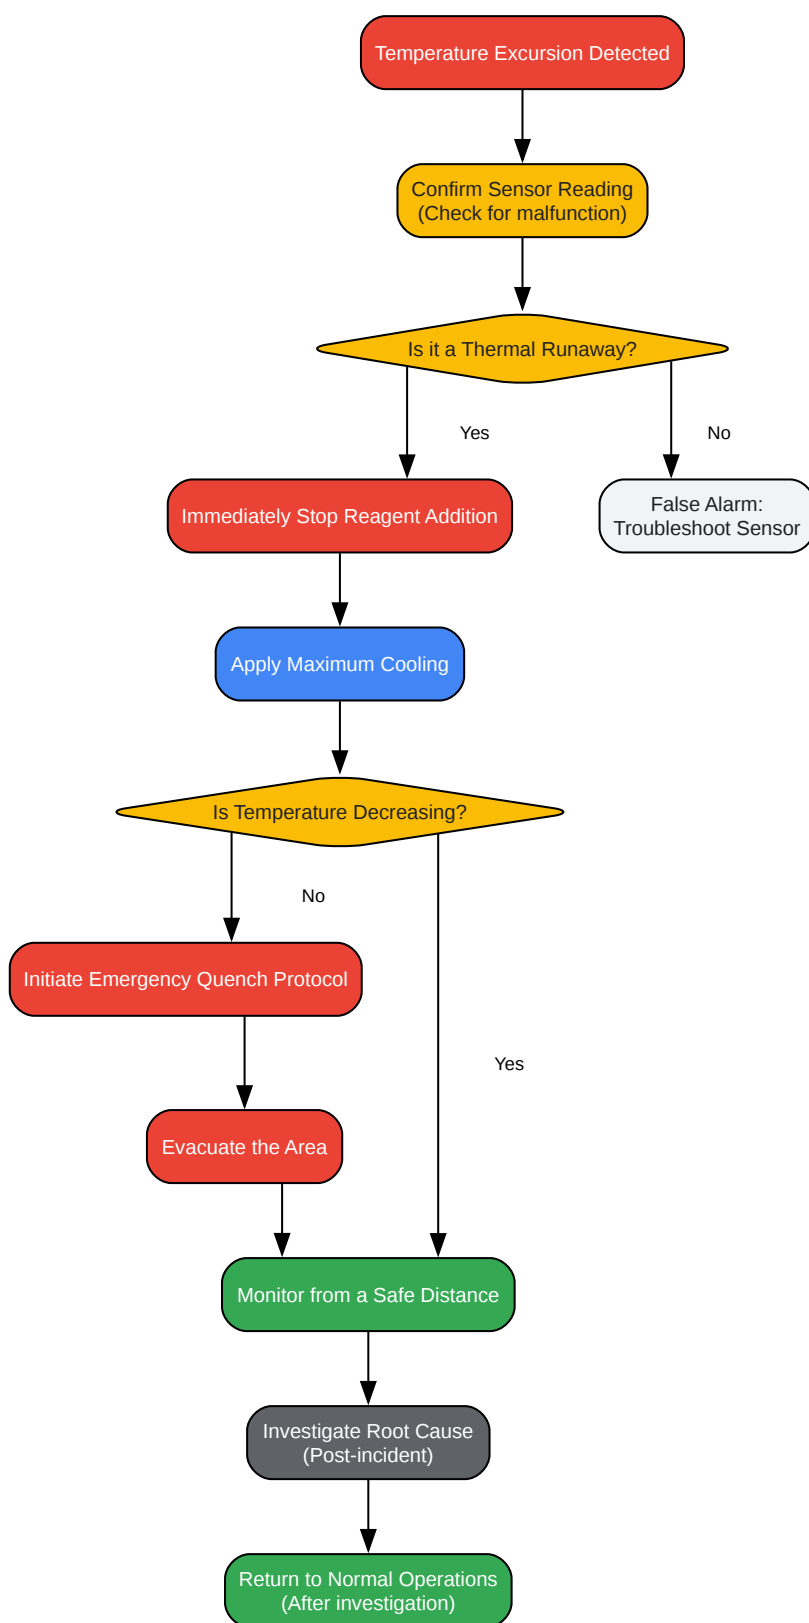 Temperature Excursion Detected
Confirm Sensor Reading
(Check for malfunction)
Is it a Thermal Runaway?
Yes
No
Immediately Stop Reagent Addition
False Alarm:
Troubleshoot Sensor
Apply Maximum Cooling
Is Temperature Decreasing?
No
Initiate Emergency Quench Protocol
Yes
Evacuate the Area
Monitor from a Safe Distance
Investigate Root Cause
(Post-incident)
Return to Normal Operations
(After investigation)